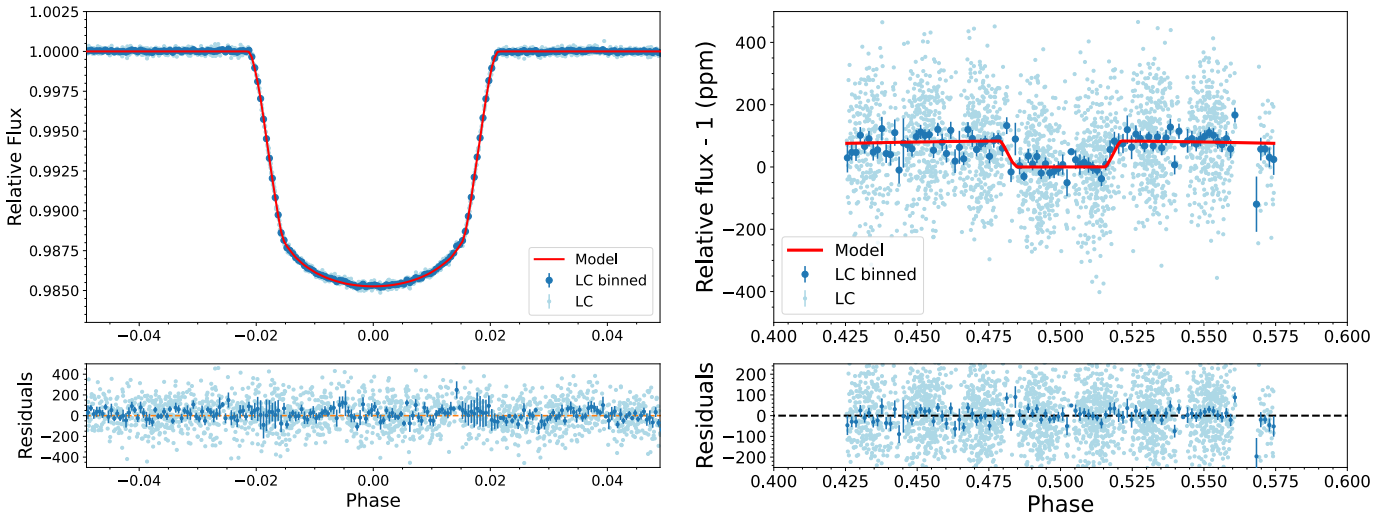 1.0025
1.0000
0.9975
0.9950
0.9925
0.9900
0.9875
0.9850
Relative Flux
Model
LC binned
LC
−0.04 −0.02 0.00 0.02 0.04
400
200
0
−200
−400
Residuals
−0.04 −0.02 0.00 0.02 0.04
Phase
400
200
0
−200
−400
Relative flux - 1 (ppm)
Model
LC binned
LC
0.400 0.425 0.450 0.475 0.500 0.525 0.550 0.575 0.600
200
100
0
−100
−200
Residuals
0.400 0.425 0.450 0.475 0.500 0.525 0.550 0.575 0.600
Phase